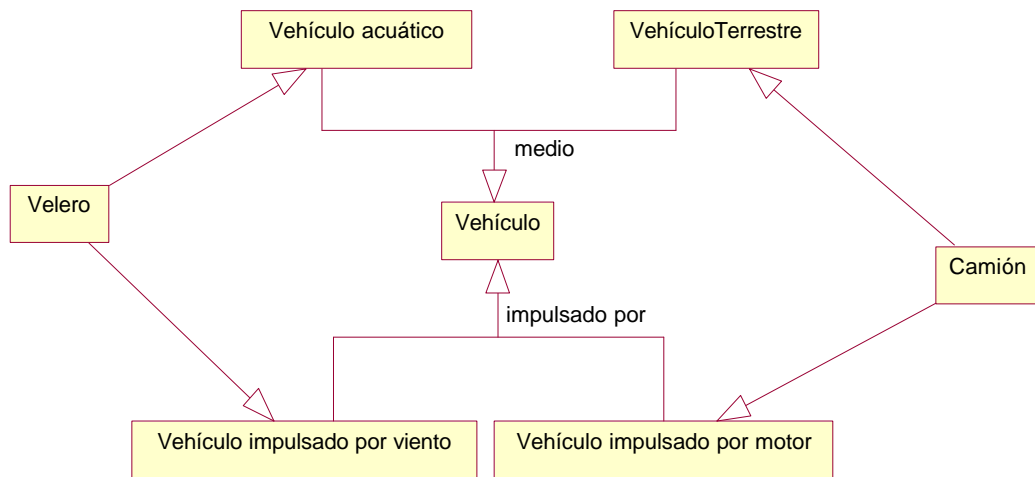 Vehículo acuático
VehículoTerrestre
medio
Velero
Vehículo
Camión
impulsado por
Vehículo impulsado por viento
Vehículo impulsado por motor